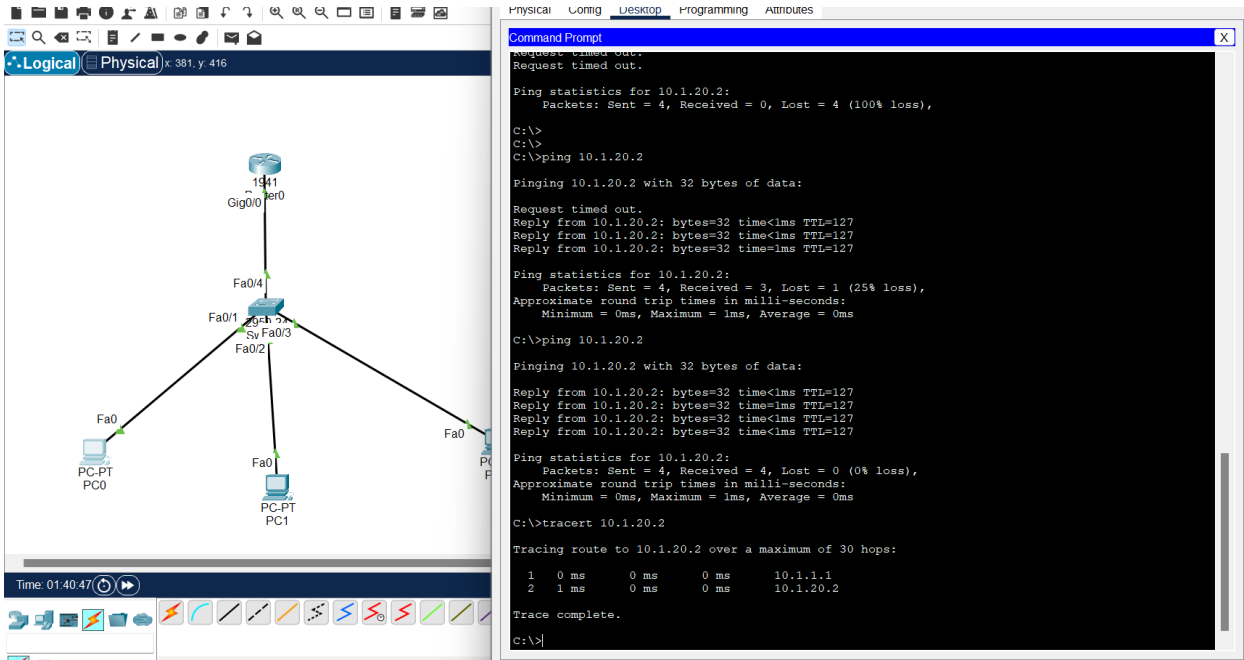 Logical
Physical
x: 381, y: 416
1941
ter0
Gig0/0
Fa0/4
Fa0/1
Fa0/3
Fa0/2
Fa0
PC-PT
PC0
Fa0
PC-PT
PC1
Fa0
Time: 01:40:47
Physical Config Desktop Programming Attributes
Command Prompt
X
Request timed out.
Request timed out.
Ping statistics for 10.1.20.2:
Packets: Sent = 4, Received = 0, Lost = 4 (100% loss),
C:\>
C:\>
C:\>ping 10.1.20.2
Pinging 10.1.20.2 with 32 bytes of data:
Request timed out.
Reply from 10.1.20.2: bytes=32 time<1ms TTL=127
Reply from 10.1.20.2: bytes=32 time<1ms TTL=127
Reply from 10.1.20.2: bytes=32 time=1ms TTL=127
Ping statistics for 10.1.20.2:
Packets: Sent = 4, Received = 3, Lost = 1 (25% loss),
Approximate round trip times in milli-seconds:
Minimum = 0ms, Maximum = 1ms, Average = 0ms
C:\>ping 10.1.20.2
Pinging 10.1.20.2 with 32 bytes of data:
Reply from 10.1.20.2: bytes=32 time<1ms TTL=127
Reply from 10.1.20.2: bytes=32 time=1ms TTL=127
Reply from 10.1.20.2: bytes=32 time<1ms TTL=127
Reply from 10.1.20.2: bytes=32 time<1ms TTL=127
Ping statistics for 10.1.20.2:
Packets: Sent = 4, Received = 4, Lost = 0 (0% loss),
Approximate round trip times in milli-seconds:
Minimum = 0ms, Maximum = 1ms, Average = 0ms
C:\>tracert 10.1.20.2
Tracing route to 10.1.20.2 over a maximum of 30 hops:
1 0 ms 0 ms 0 ms 10.1.1.1
2 1 ms 0 ms 0 ms 10.1.20.2
Trace complete.
C:\>